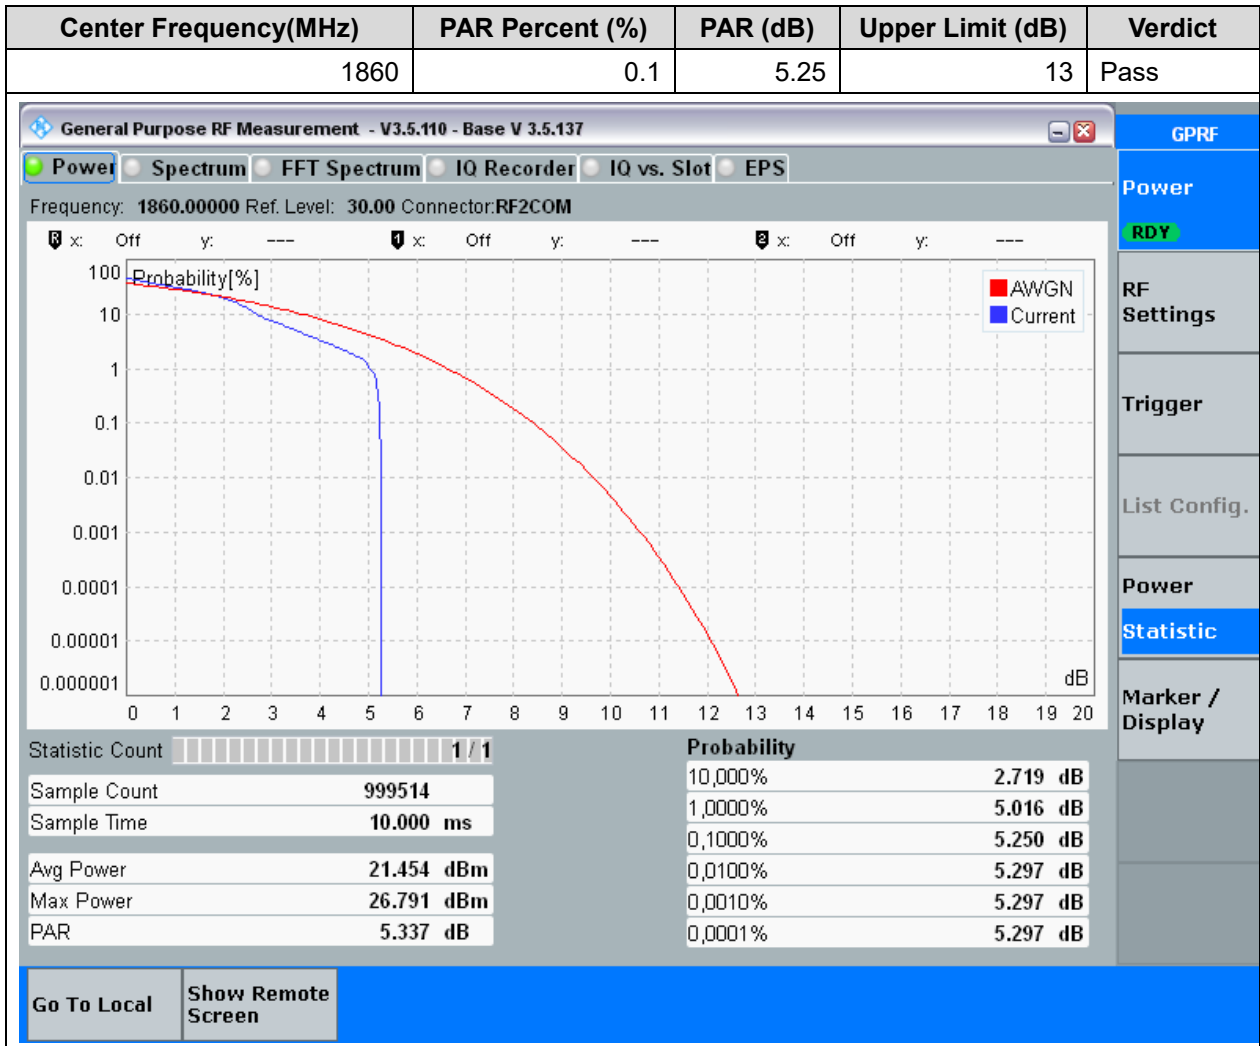 Center Frequency(MHz) PAR Percent (%) PAR (dB) Upper Limit (dB) Verdict
1860 0.1 5.25 13 Pass
General Purpose RF Measurement - V3.5.110 - Base V 3.5.137
GPRF
Power Spectrum FFT Spectrum IQ Recorder IQ vs. Slot EPS
Power
RDY
Frequency: 1860.00000 Ref. Level: 30.00 Connector:RF2COM
R x: Off y: --- 1 x: Off y: --- 2 x: Off y: ---
Probability[%]
AWGN
Current
100
10
1
0.1
0.01
0.001
0.0001
0.00001
0.000001
dB
0 1 2 3 4 5 6 7 8 9 10 11 12 13 14 15 16 17 18 19 20
RF
Settings
Trigger
List Config.
Power
Statistic
Marker /
Display
Statistic Count 1 / 1
Sample Count 999514
Sample Time 10.000 ms
Avg Power 21.454 dBm
Max Power 26.791 dBm
PAR 5.337 dB
Probability
10,000% 2.719 dB
1,0000% 5.016 dB
0,1000% 5.250 dB
0,0100% 5.297 dB
0,0010% 5.297 dB
0,0001% 5.297 dB
Go To Local
Show Remote
Screen